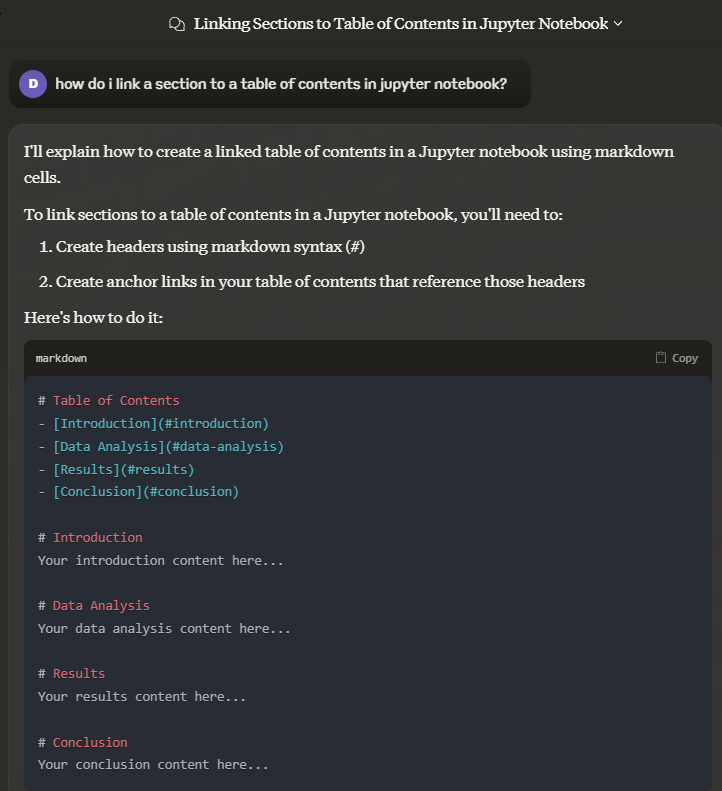 Linking Sections to Table of Contents in Jupyter Notebook
D how do i link a section to a table of contents in jupyter notebook?
I'll explain how to create a linked table of contents in a Jupyter notebook using markdown
cells.
To link sections to a table of contents in a Jupyter notebook, you'll need to:
1. Create headers using markdown syntax (#)
2. Create anchor links in your table of contents that reference those headers
Here's how to do it:
markdown Copy
# Table of Contents
- [Introduction](#introduction)
- [Data Analysis](#data-analysis)
- [Results](#results)
- [Conclusion](#conclusion)
# Introduction
Your introduction content here...
# Data Analysis
Your data analysis content here...
# Results
Your results content here...
# Conclusion
Your conclusion content here...